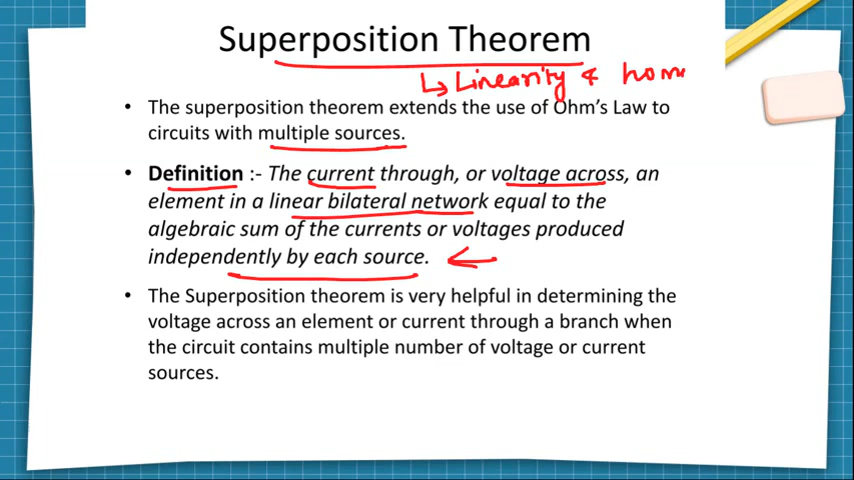 Superposition Theorem
↳ Linearity & hom
• The superposition theorem extends the use of Ohm's Law to
circuits with multiple sources.
• Definition :- The current through, or voltage across, an
element in a linear bilateral network equal to the
algebraic sum of the currents or voltages produced
independently by each source.
• The Superposition theorem is very helpful in determining the
voltage across an element or current through a branch when
the circuit contains multiple number of voltage or current
sources.